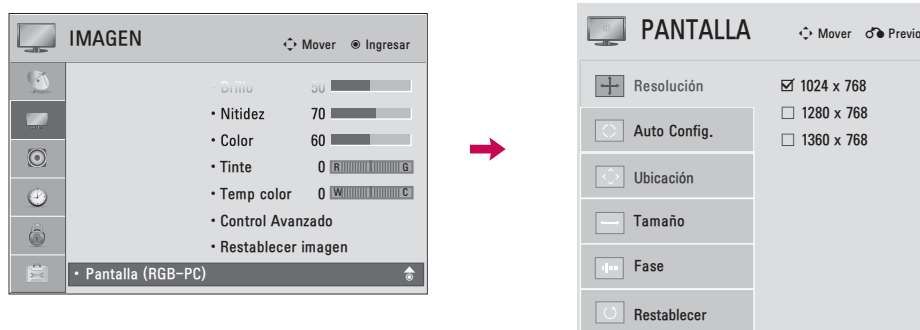 IMAGEN
Mover Ingresar
• Brillo 50
• Nitidez 70
• Color 60
• Tinte 0 R G
• Temp color 0 W C
• Control Avanzado
• Restablecer imagen
• Pantalla (RGB-PC)
PANTALLA
Mover Previo
Resolución
Auto Config.
Ubicación
Tamaño
Fase
Restablecer
1024 x 768
1280 x 768
1360 x 768